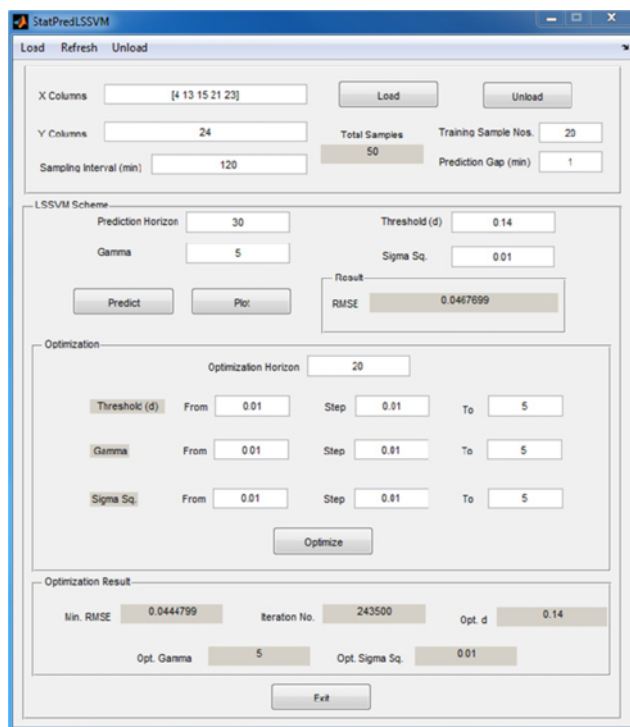 StatPredLSSVM
Load Refresh Unload
X Columns [4 13 15 21 23] Load Unload
Y Columns 24 Total Samples Training Sample Nos. 20
50
Sampling Interval (min) 120 Prediction Gap (min) 1
LSSVM Scheme
Prediction Horizon 30 Threshold (d) 0.14
Gamma 5 Sigma Sq. 0.01
Result
Predict Plot RMSE 0.0467699
Optimization
Optimization Horizon 20
Threshold (d) From 0.01 Step 0.01 To 5
Gamma From 0.01 Step 0.01 To 5
Sigma Sq. From 0.01 Step 0.01 To 5
Optimize
Optimization Result
Min. RMSE 0.0444799 Iteraton No. 243500 Opt. d 0.14
Opt. Gamma 5 Opt. Sigma Sq. 0.01
Exit